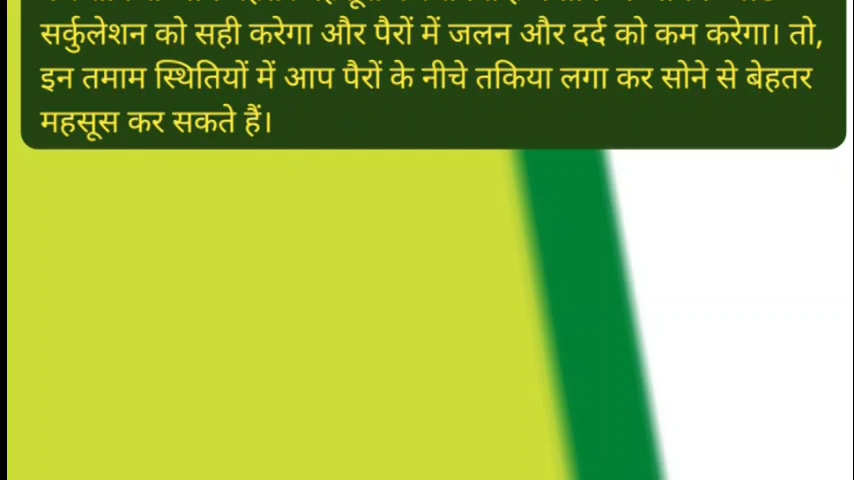 सर्कुलेशन को सही करेगा और पैरों में जलन और दर्द को कम करेगा। तो,
इन तमाम स्थितियों में आप पैरों के नीचे तकिया लगा कर सोने से बेहतर
महसूस कर सकते हैं।